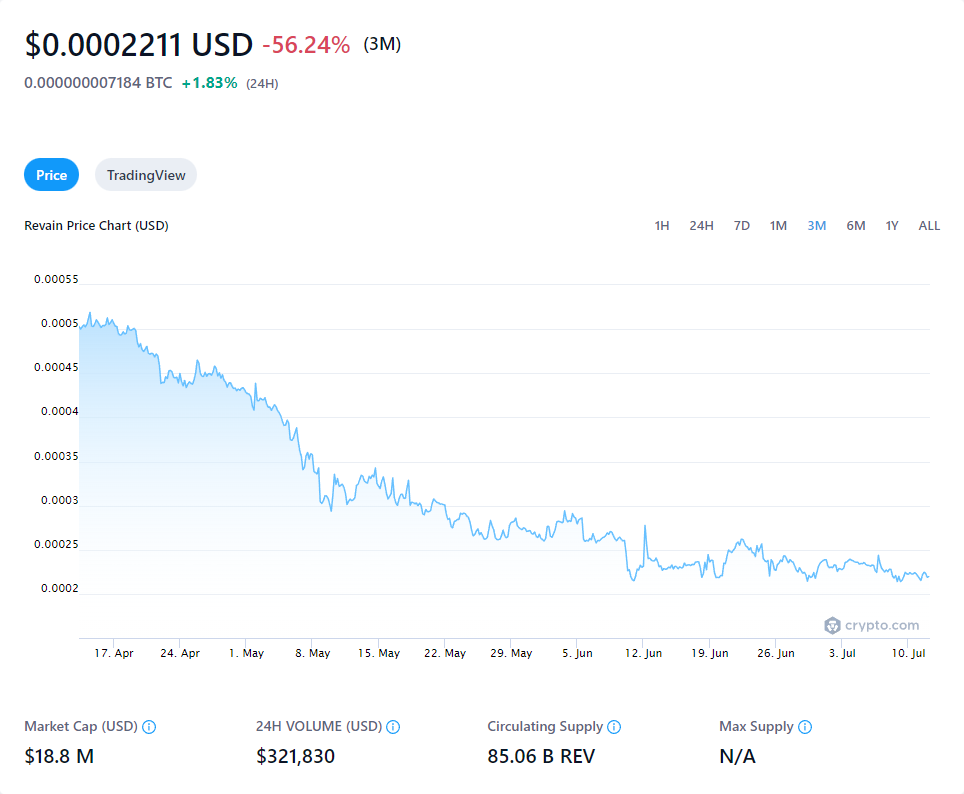 $0.0002211 USD -56.24% (3M)
0.000000007184 BTC +1.83% (24H)
Price TradingView
Revain Price Chart (USD) 1H 24H 7D 1M 3M 6M 1Y ALL
0.00055
0.0005
0.00045
0.0004
0.00035
0.0003
0.00025
0.0002
crypto.com
17. Apr 24. Apr 1. May 8. May 15. May 22. May 29. May 5. Jun 12. Jun 19. Jun 26. Jun 3. Jul 10. Jul
Market Cap (USD) 24H VOLUME (USD) Circulating Supply Max Supply
$18.8 M $321,830 85.06 B REV N/A